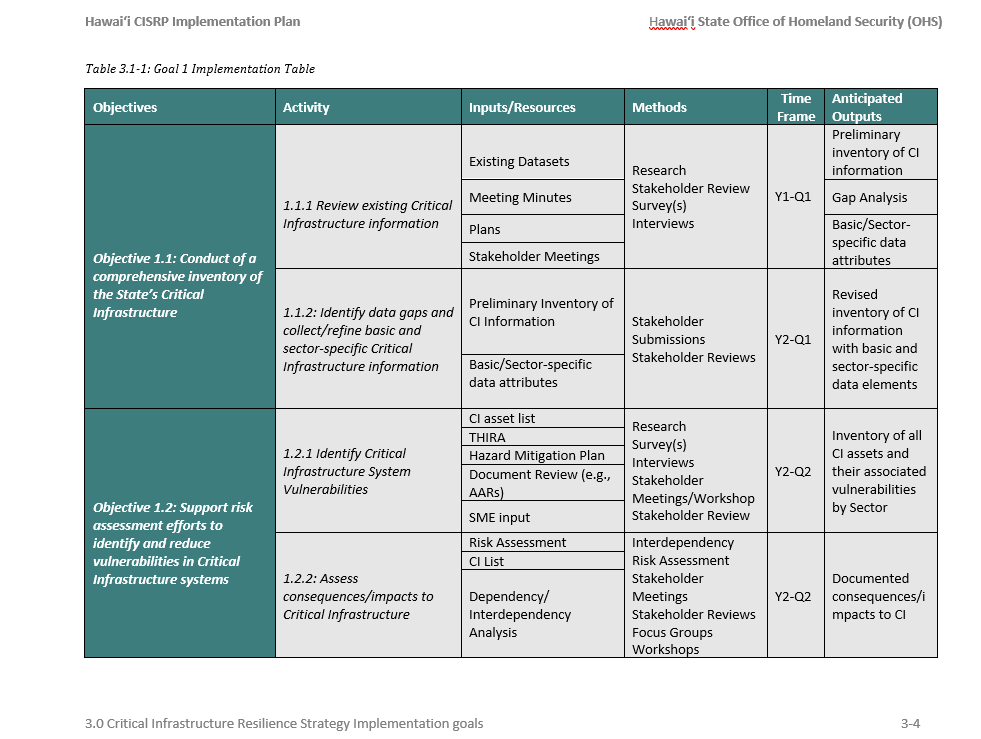 Hawai‘i CISRP Implementation Plan
Hawai‘i State Office of Homeland Security (OHS)
Table 3.1-1: Goal 1 Implementation Table
Objectives
Activity
Inputs/Resources
Methods
Time
Frame
Anticipated
Outputs
Objective 1.1: Conduct of a
comprehensive inventory of
the State’s Critical
Infrastructure
1.1.1 Review existing Critical
Infrastructure information
Existing Datasets
Meeting Minutes
Plans
Stakeholder Meetings
Research
Stakeholder Review
Survey(s)
Interviews
Y1-Q1
Preliminary
inventory of CI
information
Gap Analysis
Basic/Sector-
specific data
attributes
1.1.2: Identify data gaps and
collect/refine basic and
sector-specific Critical
Infrastructure information
Preliminary Inventory of
CI Information
Basic/Sector-specific
data attributes
Stakeholder
Submissions
Stakeholder Reviews
Y2-Q1
Revised
inventory of CI
information
with basic and
sector-specific
data elements
Objective 1.2: Support risk
assessment efforts to
identify and reduce
vulnerabilities in Critical
Infrastructure systems
1.2.1 Identify Critical
Infrastructure System
Vulnerabilities
CI asset list
THIRA
Hazard Mitigation Plan
Document Review (e.g.,
AARs)
SME input
Research
Survey(s)
Interviews
Stakeholder
Meetings/Workshop
Stakeholder Review
Y2-Q2
Inventory of all
CI assets and
their associated
vulnerabilities
by Sector
1.2.2: Assess
consequences/impacts to
Critical Infrastructure
Risk Assessment
CI List
Dependency/
Interdependency
Analysis
Interdependency
Risk Assessment
Stakeholder
Meetings
Stakeholder Reviews
Focus Groups
Workshops
Y2-Q2
Documented
consequences/i
mpacts to CI
3.0 Critical Infrastructure Resilience Strategy Implementation goals
3-4